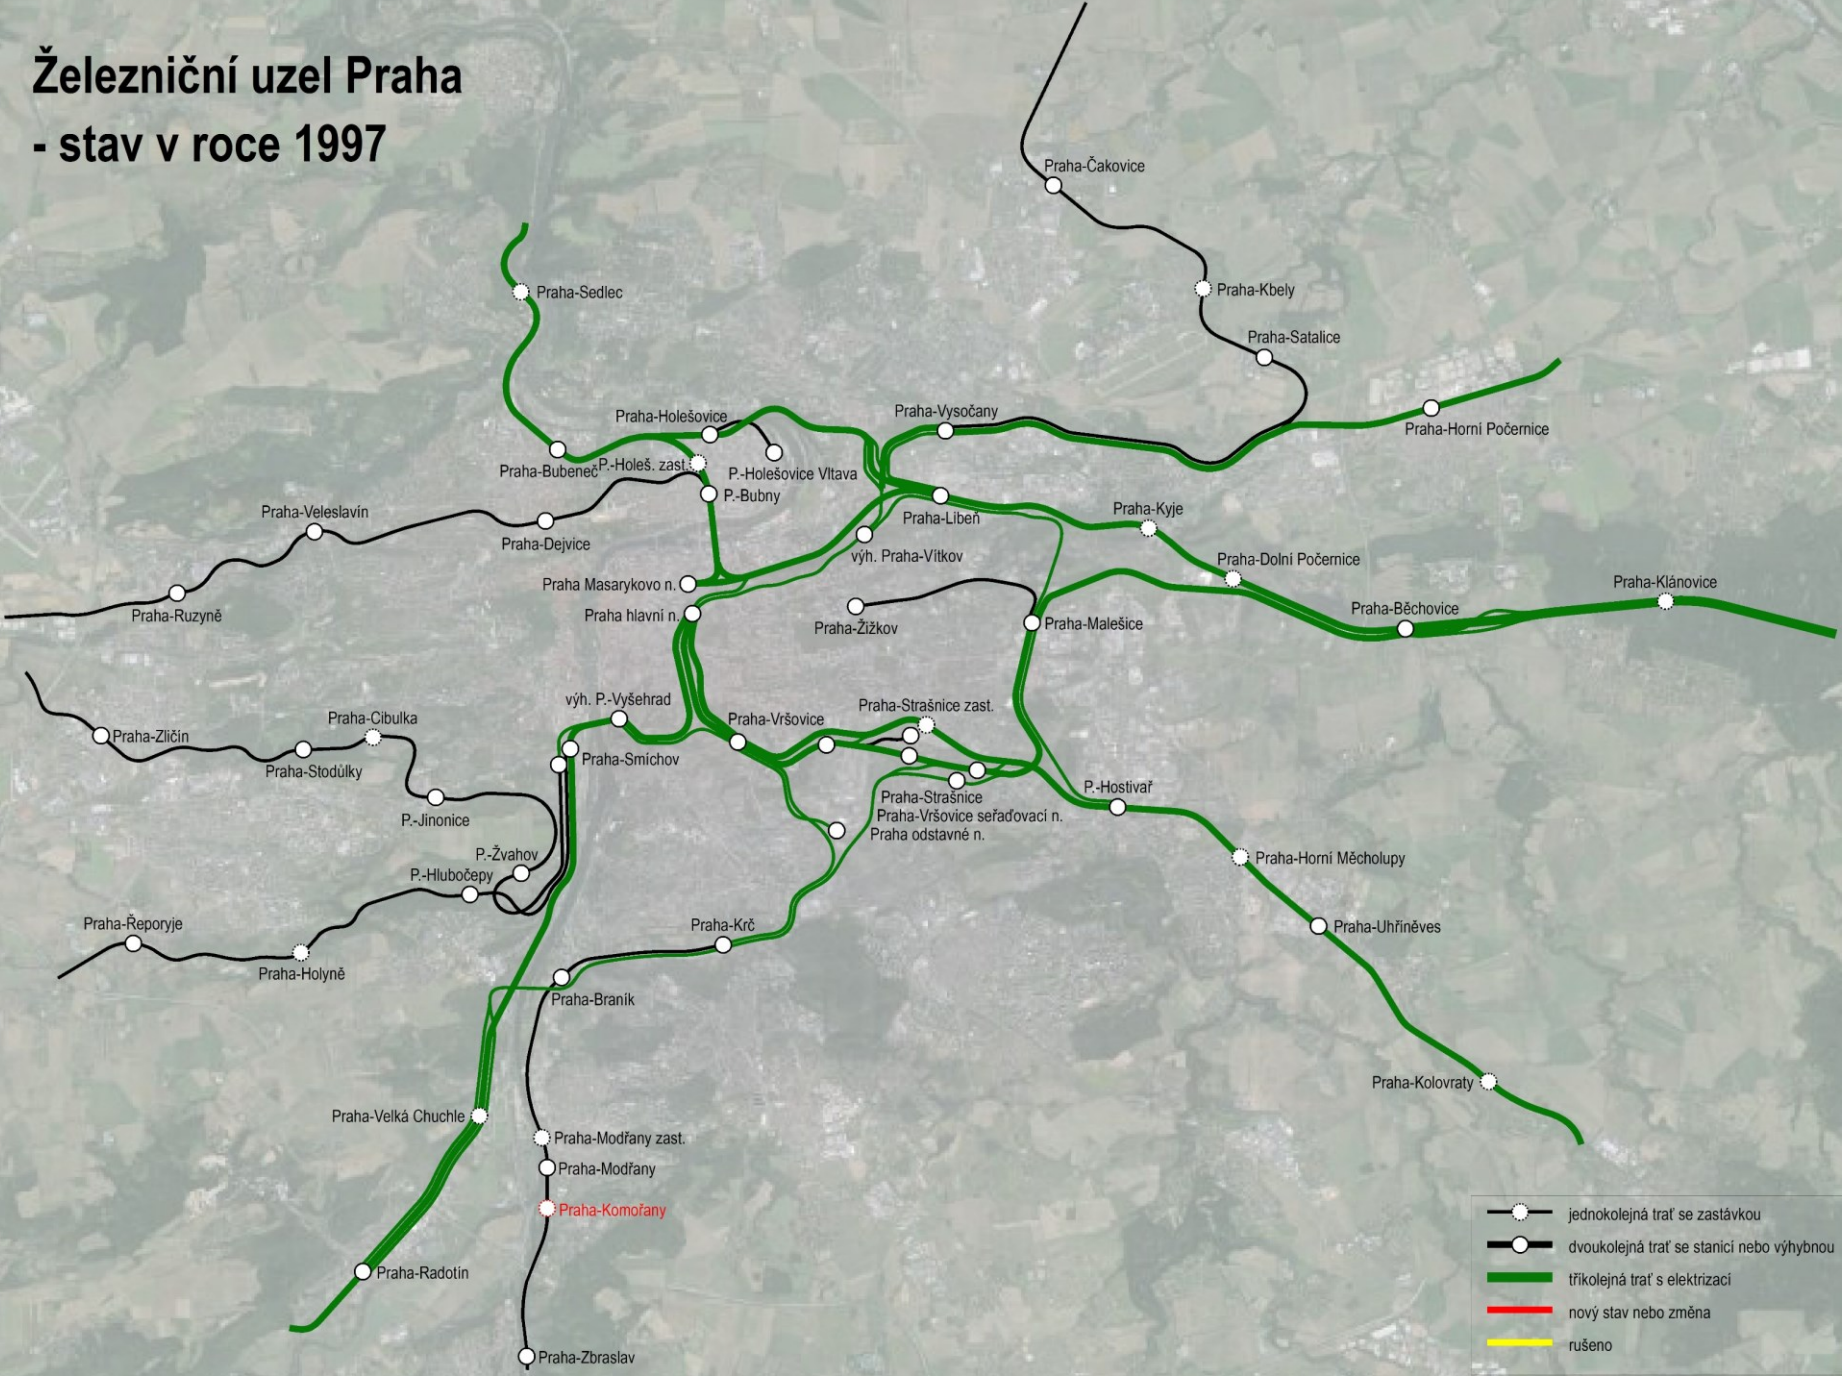 Železniční uzel Praha
- stav v roce 1997
Praha-Čakovice
Praha-Kbely
Praha-Sedlec
Praha-Satalice
Praha-Holešovice
Praha-Vysočany
Praha-Horní Počernice
Praha-Bubeneč
P.-Holeš. zast.
P.-Holešovice Vltava
P.-Bubny
Praha-Veleslavín
Praha-Dejvice
Praha-Libeň
Praha-Kyje
výh. Praha-Vítkov
Praha-Dolní Počernice
Praha-Klánovice
Praha Masarykovo n.
Praha-Ruzyně
Praha hlavní n.
Praha-Žižkov
Praha-Malešice
Praha-Běchovice
výh. P.-Vyšehrad
Praha-Strašnice zast.
Praha-Cibulka
Praha-Vršovice
Praha-Zličín
Praha-Stodůlky
Praha-Smíchov
P.-Hostivař
Praha-Strašnice
Praha-Vršovice seřaďovací n.
Praha odstavné n.
P.-Jinonice
P.-Žvahov
P.-Hlubočepy
Praha-Horní Měcholupy
Praha-Řeporyje
Praha-Krč
Praha-Uhříněves
Praha-Holyně
Praha-Braník
Praha-Kolovraty
Praha-Velká Chuchle
Praha-Modřany zast.
Praha-Modřany
Praha-Komořany
Praha-Radotín
Praha-Zbraslav
jednokolejná trať se zastávkou
dvoukolejná trať se stanicí nebo výhybnou
tříkolejná trať s elektrizací
nový stav nebo změna
rušeno